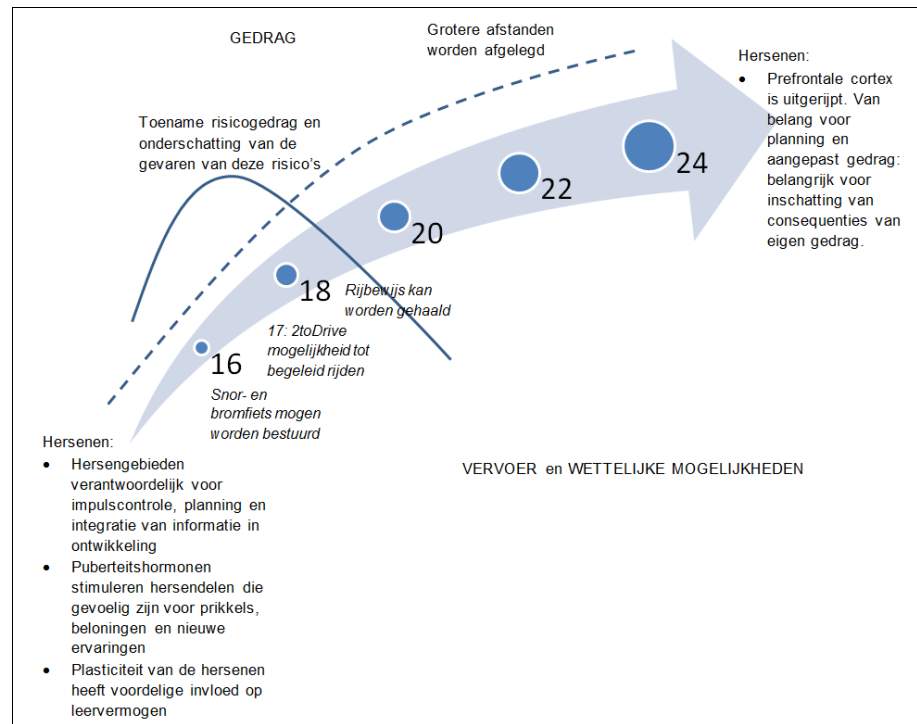 GEDRAG
Grotere afstanden
worden afgelegd
Toename risicogedrag en
onderschatting van de
gevaren van deze risico's
Hersenen:
• Prefrontale cortex
is uitgerijpt. Van
belang voor
planning en
aangepast gedrag:
belangrijk voor
inschatting van
consequenties van
eigen gedrag.
24
22
20
18
Rijbewijs kan
worden gehaald
17: 2toDrive
mogelijkheid tot
begeleid rijden
16
Snor- en
bromfiets mogen
worden bestuurd
Hersenen:
• Hersengebieden
verantwoordelijk voor
impulscontrole, planning en
integratie van informatie in
ontwikkeling
• Puberteitshormonen
stimuleren hersendelen die
gevoelig zijn voor prikkels,
beloningen en nieuwe
ervaringen
• Plasticiteit van de hersenen
heeft voordelige invloed op
leervermogen
VERVOER en WETTELIJKE MOGELIJKHEDEN